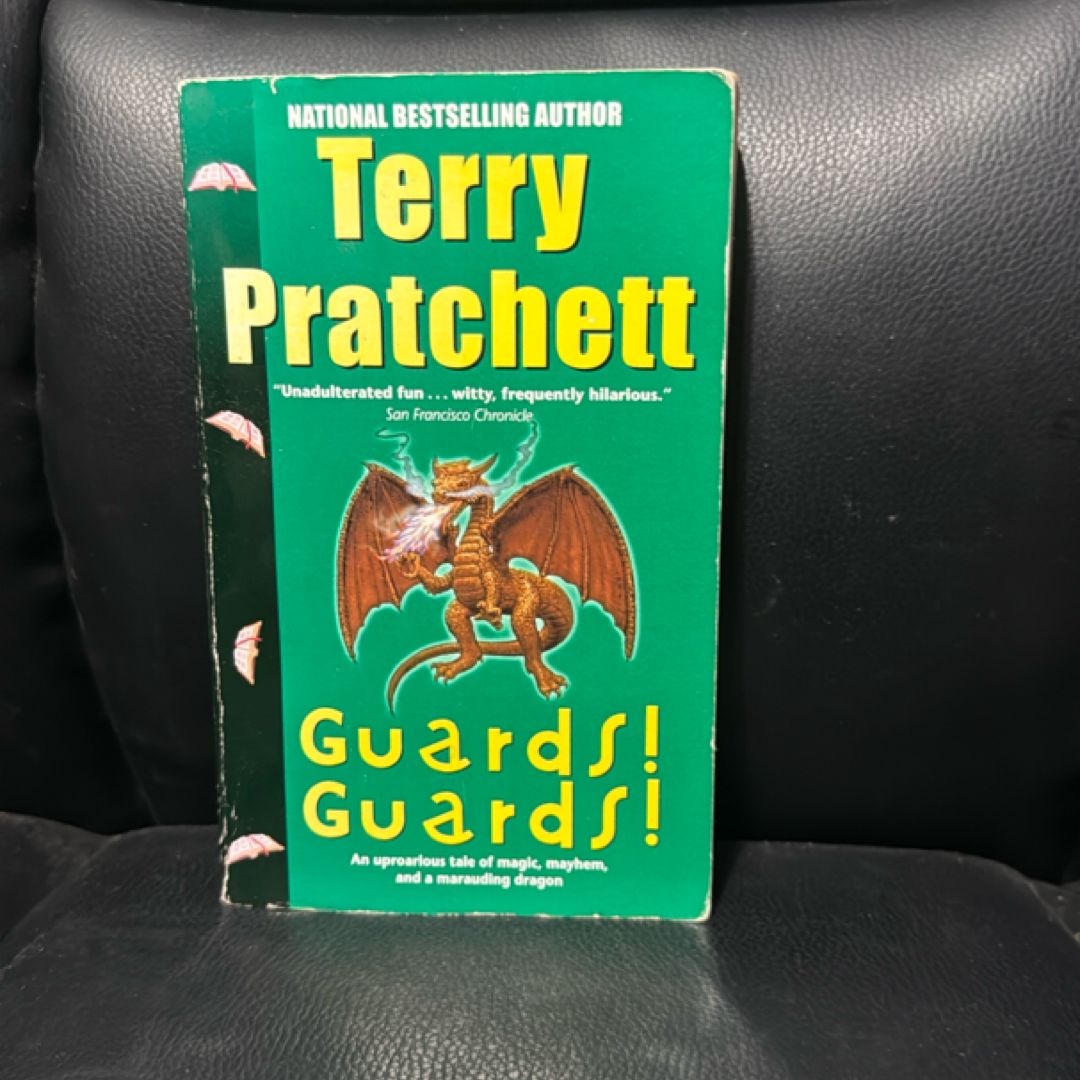 NATIONAL BESTSELLING AUTHOR
Terry
Pratchett
"Unadulterated fun . . . witty, frequently hilarious."
San Francisco Chronicle
Guards!
Guards!
An uproarious tale of magic, mayhem,
and a marauding dragon